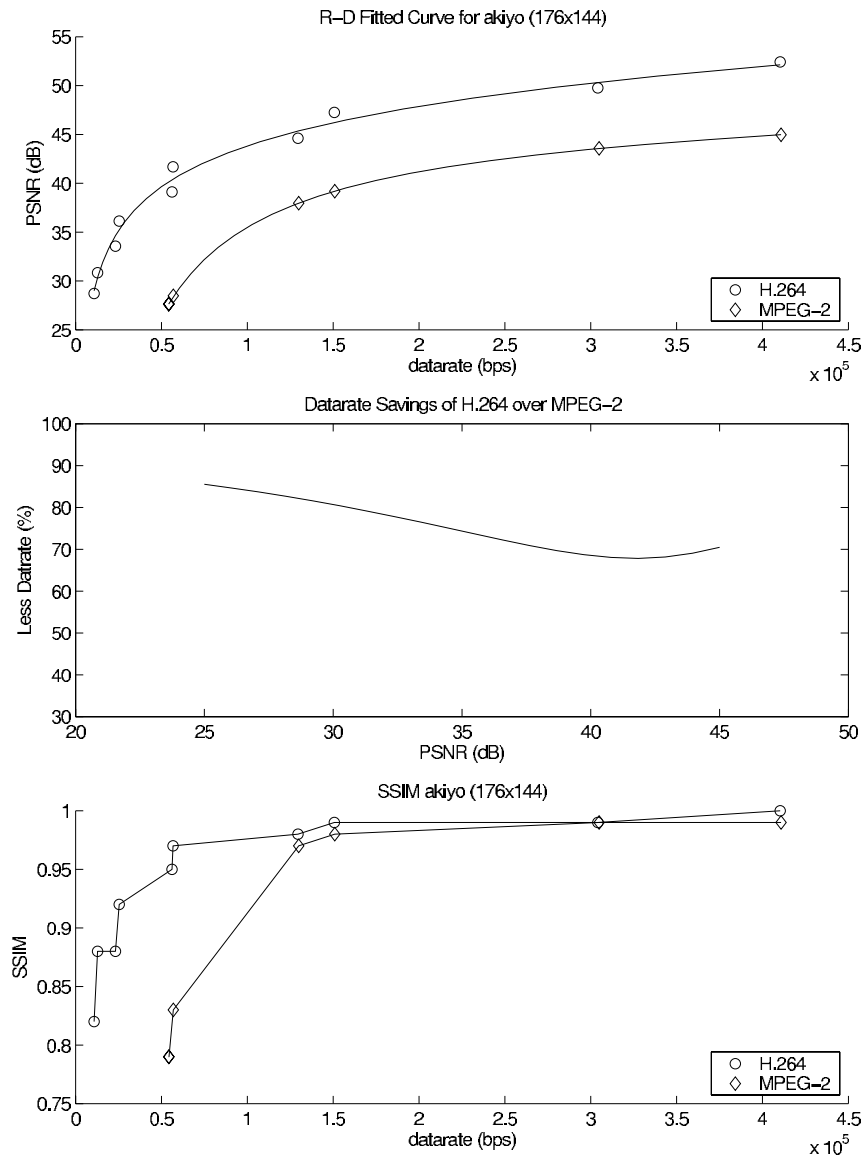 R-D Fitted Curve for akiyo (176x144)
55
50
45
40
35
30
25
PSNR (dB)
H.264
MPEG-2
0 0.5 1 1.5 2 2.5 3 3.5 4 4.5
datarate (bps)
x 10^5
Datarate Savings of H.264 over MPEG-2
100
90
80
70
60
50
40
30
Less Datrate (%)
20 25 30 35 40 45 50
PSNR (dB)
SSIM akiyo (176x144)
1
0.95
0.9
0.85
0.8
0.75
SSIM
H.264
MPEG-2
0 0.5 1 1.5 2 2.5 3 3.5 4 4.5
datarate (bps)
x 10^5